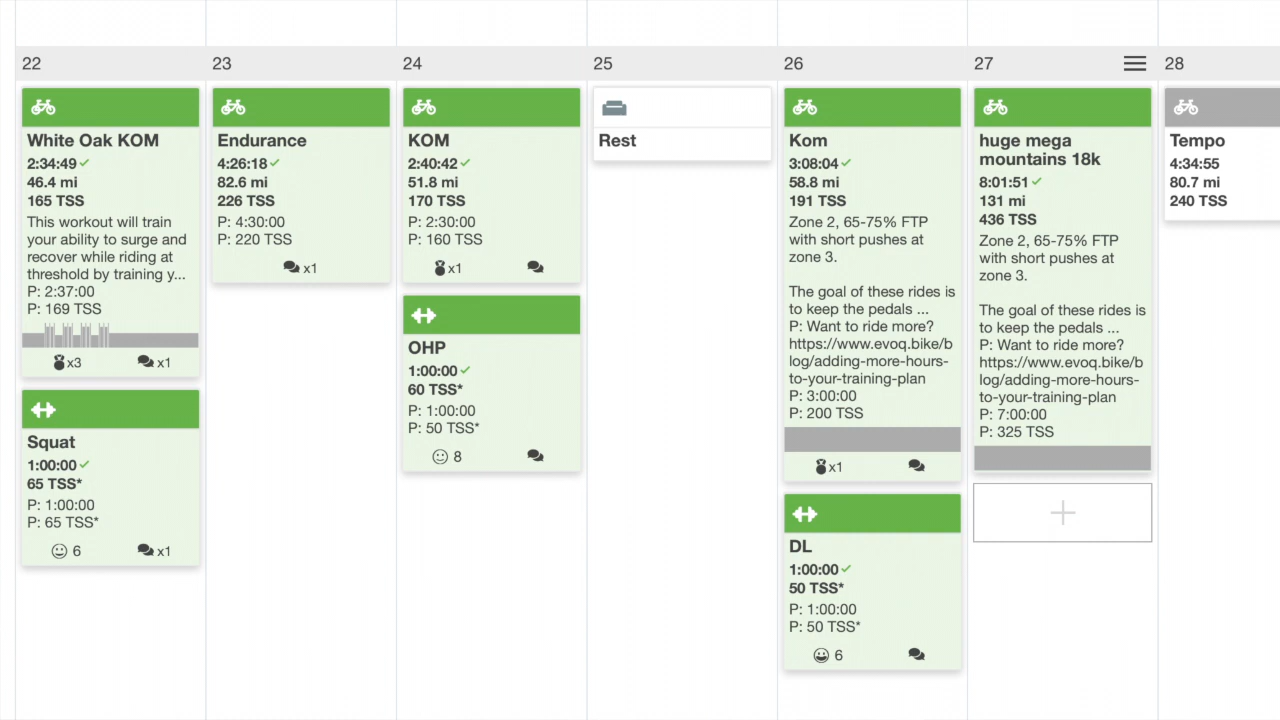 22
White Oak KOM
2:34:49
46.4 mi
165 TSS
This workout will train
your ability to surge and
recover while riding at
threshold by training y...
P: 2:37:00
P: 169 TSS
x3 x1
Squat
1:00:00
65 TSS*
P: 1:00:00
P: 65 TSS*
6 x1
23
Endurance
4:26:18
82.6 mi
226 TSS
P: 4:30:00
P: 220 TSS
x1
24
KOM
2:40:42
51.8 mi
170 TSS
P: 2:30:00
P: 160 TSS
x1
OHP
1:00:00
60 TSS*
P: 1:00:00
P: 50 TSS*
8
25
Rest
26
Kom
3:08:04
58.8 mi
191 TSS
Zone 2, 65-75% FTP
with short pushes at
zone 3.
The goal of these rides is
to keep the pedals ...
P: Want to ride more?
https://www.evoq.bike/b
log/adding-more-hours-
to-your-training-plan
P: 3:00:00
P: 200 TSS
x1
DL
1:00:00
50 TSS*
P: 1:00:00
P: 50 TSS*
6
27
huge mega
mountains 18k
8:01:51
131 mi
436 TSS
Zone 2, 65-75% FTP
with short pushes at
zone 3.
The goal of these rides is
to keep the pedals ...
P: Want to ride more?
https://www.evoq.bike/b
log/adding-more-hours-
to-your-training-plan
P: 7:00:00
P: 325 TSS
28
Tempo
4:34:55
80.7 mi
240 TSS